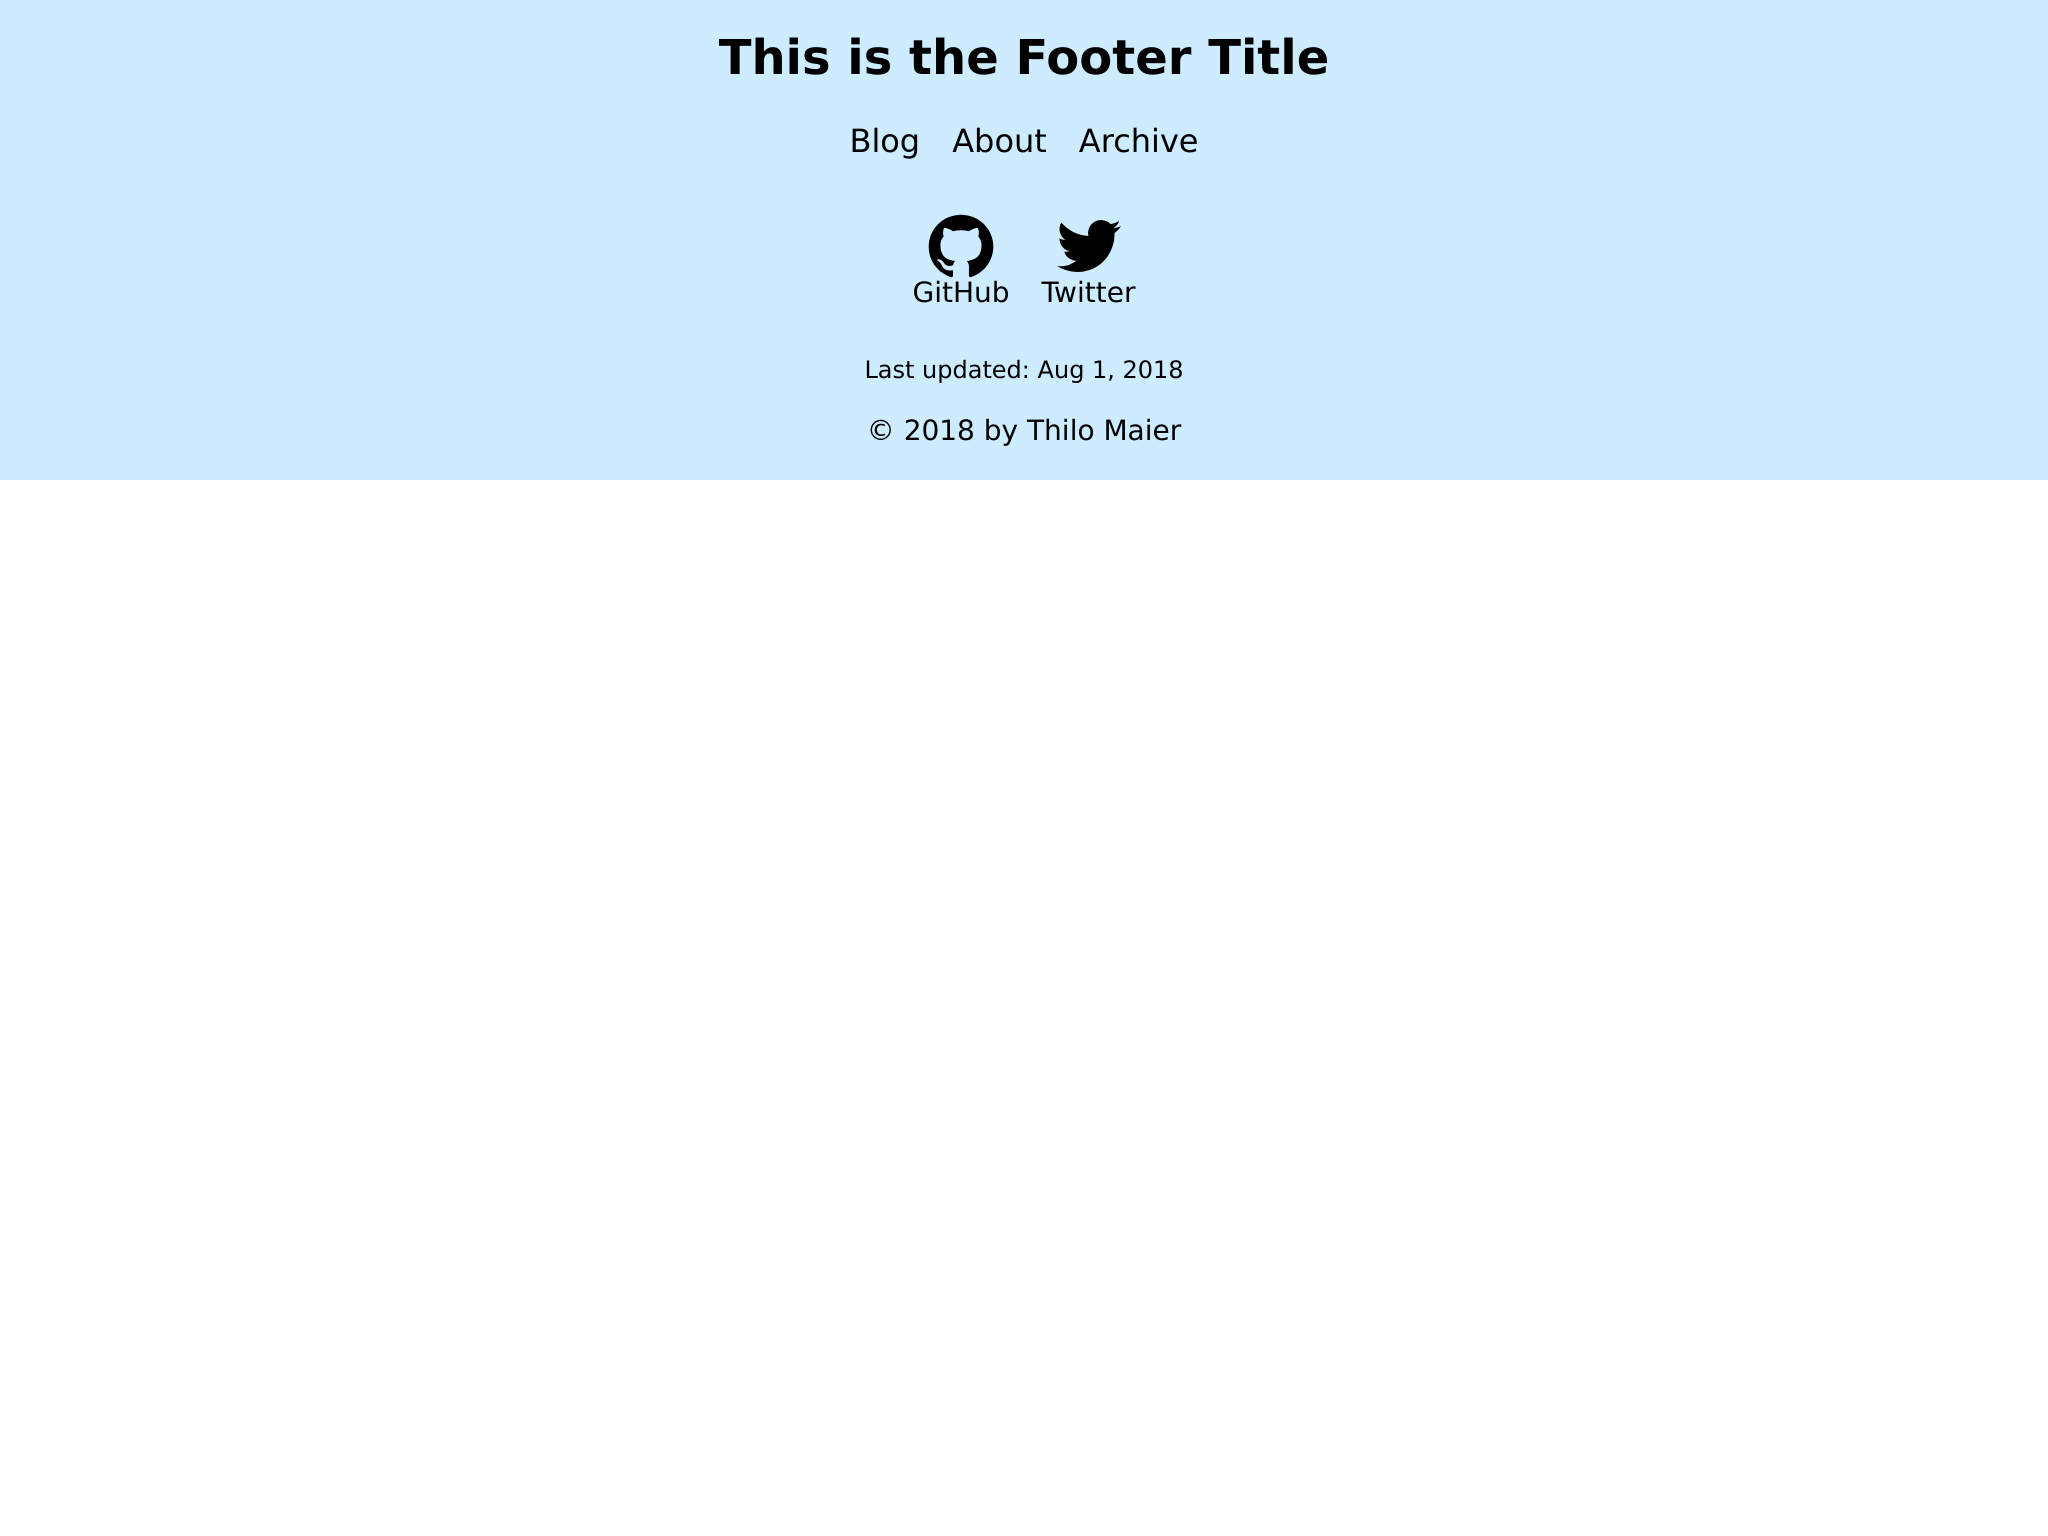 This is the Footer Title
Blog About Archive
GitHub Twitter
Last updated: Aug 1, 2018
© 2018 by Thilo Maier